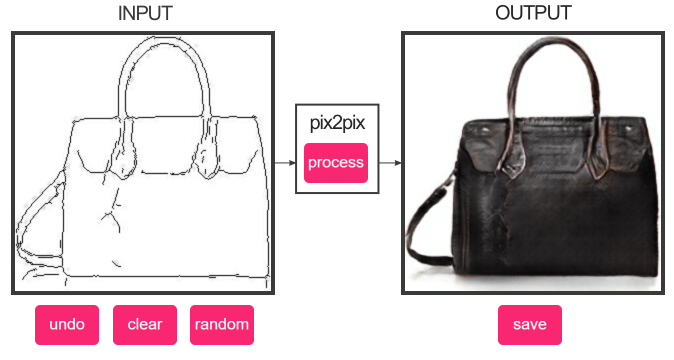 INPUT
OUTPUT
pix2pix
process
undo
clear
random
save